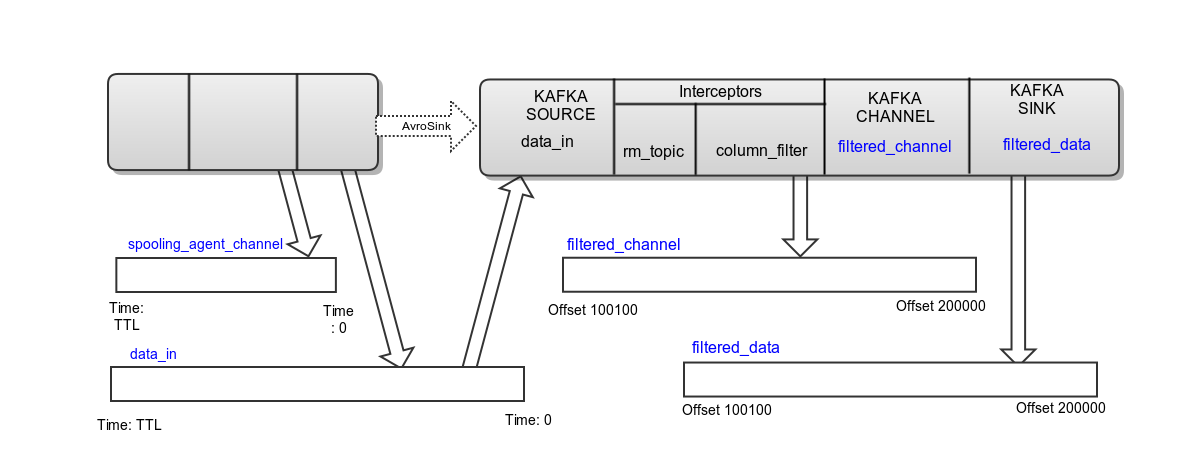 AvroSink
KAFKA
SOURCE
data_in
Interceptors
rm_topic
column_filter
KAFKA
CHANNEL
filtered_channel
KAFKA
SINK
filtered_data
spooling_agent_channel
Time:
TTL
Time
: 0
data_in
Time: TTL
Time: 0
filtered_channel
Offset 100100
Offset 200000
filtered_data
Offset 100100
Offset 200000